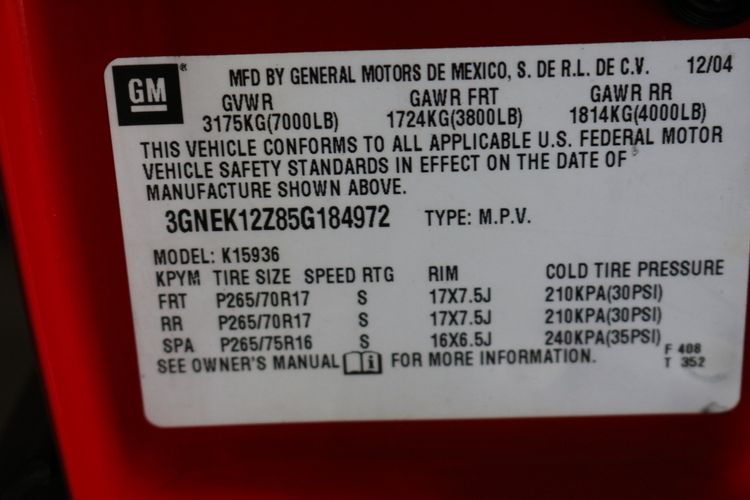 GM® MFD BY GENERAL MOTORS DE MEXICO, S. DE R.L. DE C.V. 12/04
GVWR GAWR FRT GAWR RR
3175KG(7000LB) 1724KG(3800LB) 1814KG(4000LB)
THIS VEHICLE CONFORMS TO ALL APPLICABLE U.S. FEDERAL MOTOR
VEHICLE SAFETY STANDARDS IN EFFECT ON THE DATE OF
MANUFACTURE SHOWN ABOVE.
3GNEK12Z85G184972 TYPE: M.P.V.
MODEL: K15936
KPYM TIRE SIZE SPEED RTG RIM COLD TIRE PRESSURE
FRT P265/70R17 S 17X7.5J 210KPA(30PSI)
RR P265/70R17 S 17X7.5J 210KPA(30PSI)
SPA P265/75R16 S 16X6.5J 240KPA(35PSI)
SEE OWNER'S MANUAL i FOR MORE INFORMATION.
F 408
T 352